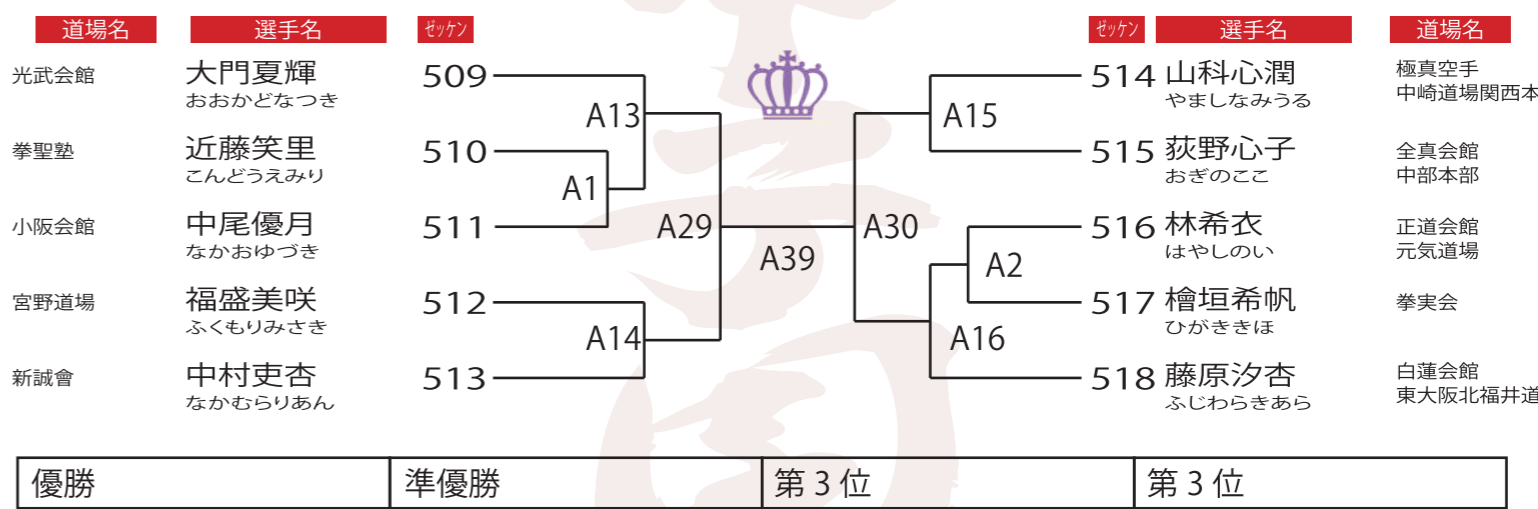 道場名 選手名 ゼッケン ゼッケン 選手名 道場名
光武会館 大門夏輝 509 514 山科心潤 極真空手
おおかどなつき やましなみうる 中崎道場関西本
A13 A15
拳聖塾 近藤笑里 510 515 荻野心子 全真会館
こんどうえみり おぎのここ 中部本部
A1
小阪会館 中尾優月 511 A29 A30 516 林希衣 正道会館
なかおゆづき はやしのい 元気道場
A39 A2
宮野道場 福盛美咲 512 517 檜垣希帆 拳実会
ふくもりみさき ひがききほ
A14 A16
新誠會 中村吏杏 513 518 藤原汐杏 白蓮会館
なかむらりあん ふじわらきあら 東大阪北福井道
優勝 準優勝 第3位 第3位